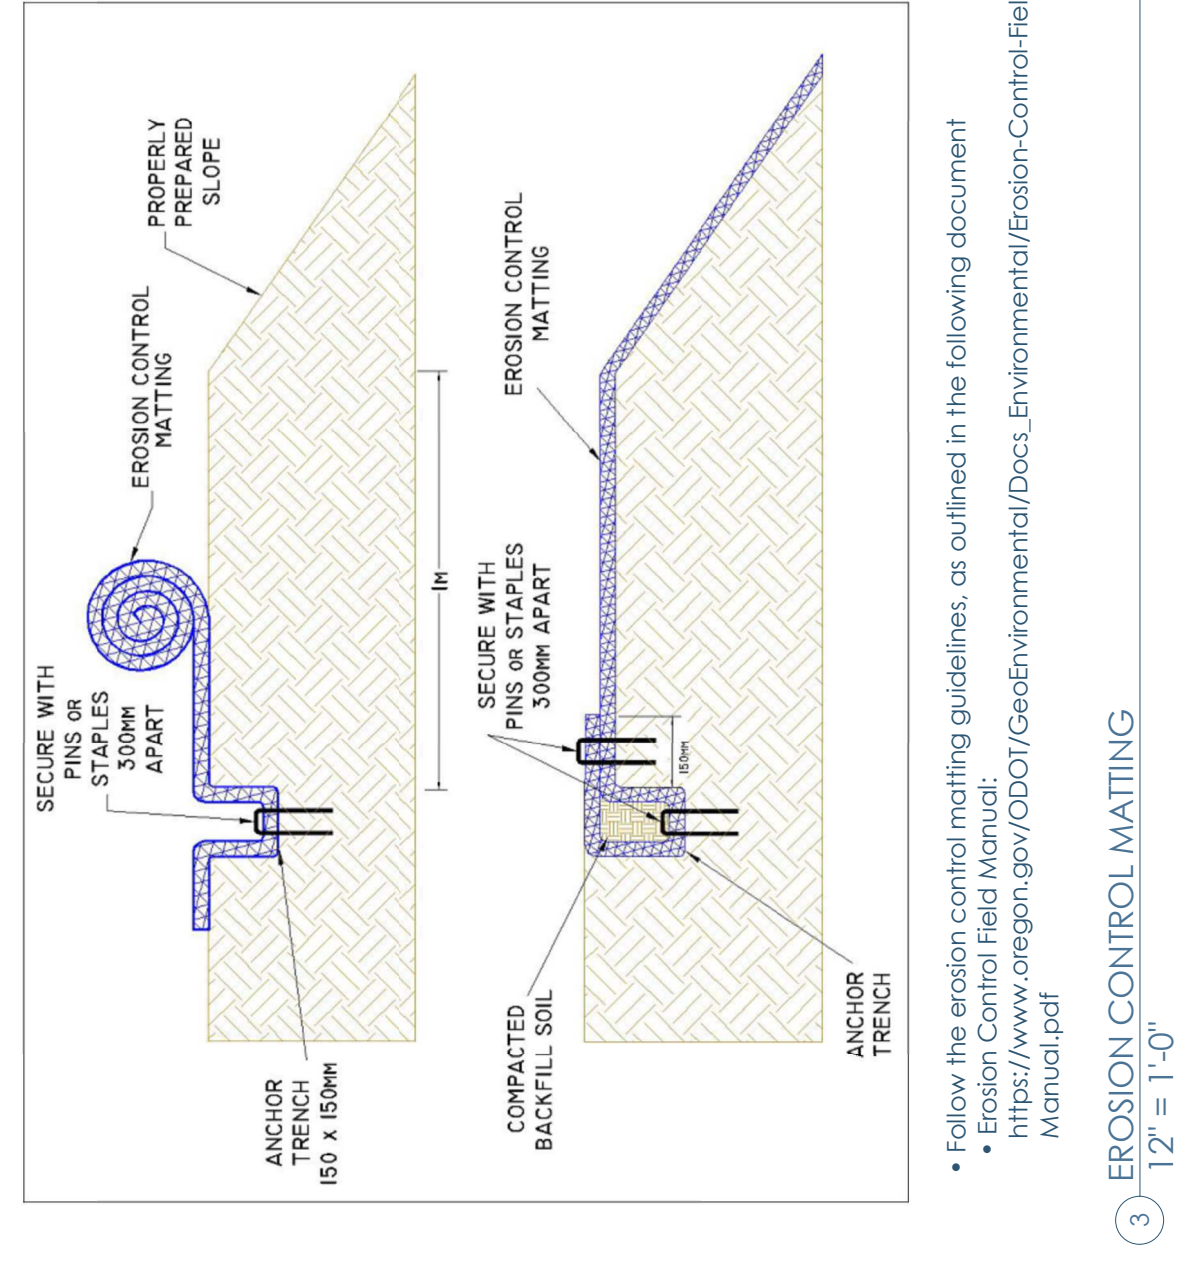 SECURE WITH
PINS OR
STAPLES
300MM
APART
EROSION CONTROL
MATTING
PROPERLY
PREPARED
SLOPE
ANCHOR
TRENCH
150 X 150MM
1M
SECURE WITH
PINS OR STAPLES
300MM APART
EROSION CONTROL
MATTING
150MM
COMPACTED
BACKFILL SOIL
ANCHOR
TRENCH
• Follow the erosion control matting guidelines, as outlined in the following document
• Erosion Control Field Manual:
https://www.oregon.gov/ODOT/GeoEnvironmental/Docs_Environmental/Erosion-Control-Fiel
Manual.pdf
3
EROSION CONTROL MATTING
12" = 1'-0"